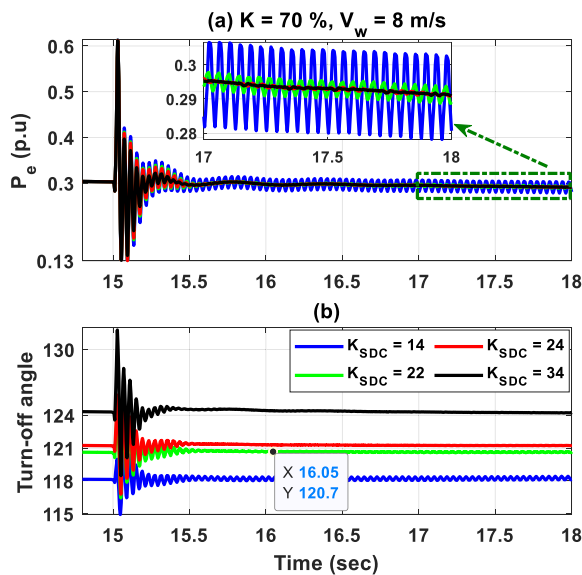 (a) K = 70 %, V_w = 8 m/s
0.6
0.5
0.4
0.3
0.13
P_e (p.u)
0.3
0.29
0.28
17
17.5
18
15
15.5
16
16.5
17
17.5
18
(b)
130
124
121
118
115
Turn-off angle
K_SDC = 14
K_SDC = 24
K_SDC = 22
K_SDC = 34
X 16.05
Y 120.7
15
15.5
16
16.5
17
17.5
18
Time (sec)